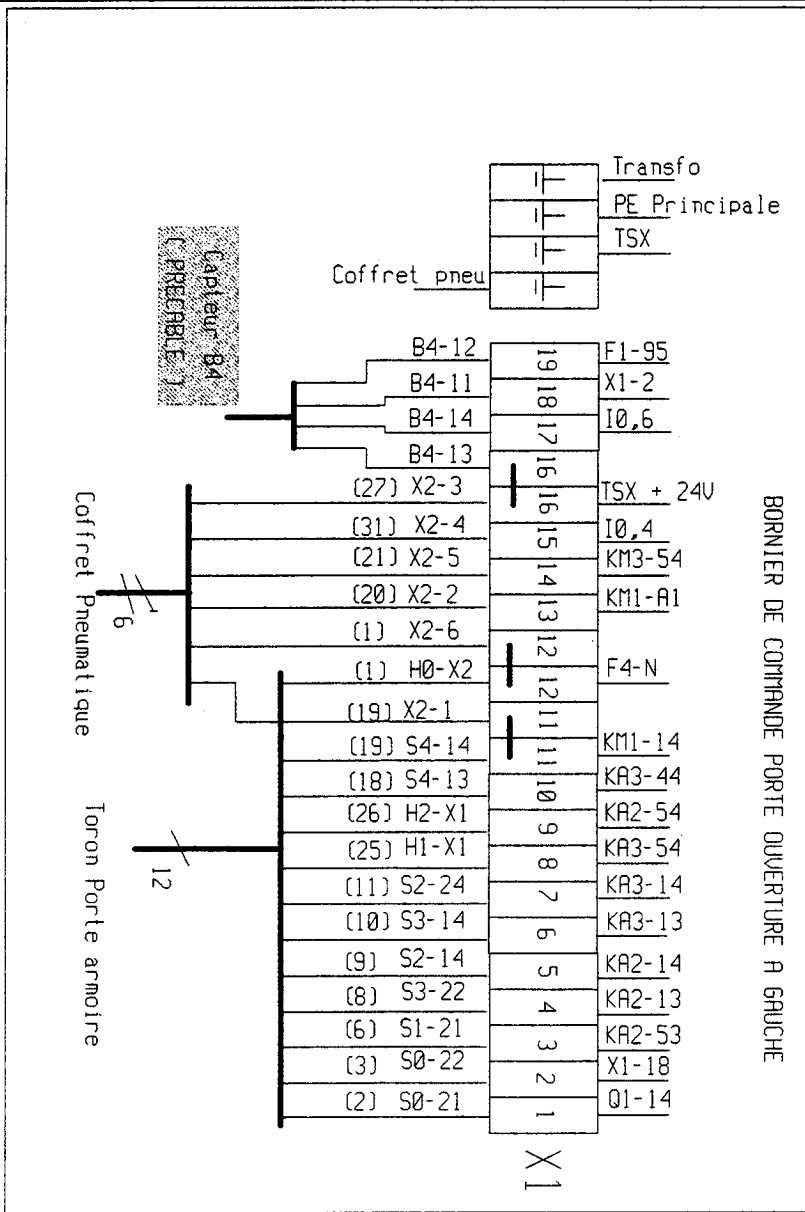 Transfo
PE Principale
TSX
Coffret pneu
Capteur B4
( PRECABLE )
B4-12 19 F1-95
B4-11 18 X1-2
B4-14 17 I0,6
B4-13 16
(27) X2-3 16 TSX + 24V
(31) X2-4 15 I0,4
(21) X2-5 14 KM3-54
(20) X2-2 13 KM1-A1
(1) X2-6 12
(1) H0-X2 12 F4-N
(19) X2-1 11
(19) S4-14 11 KM1-14
(18) S4-13 10 KA3-44
(26) H2-X1 9 KA2-54
(25) H1-X1 8 KA3-54
(11) S2-24 7 KA3-14
(10) S3-14 6 KA3-13
(9) S2-14 5 KA2-14
(8) S3-22 4 KA2-13
(6) S1-21 3 KA2-53
(3) S0-22 2 X1-18
(2) S0-21 1 Q1-14
X1
6
Coffret Pneumatique
12
Toron Porte armoire
BORNIER DE COMMANDE PORTE OUVERTURE A GAUCHE